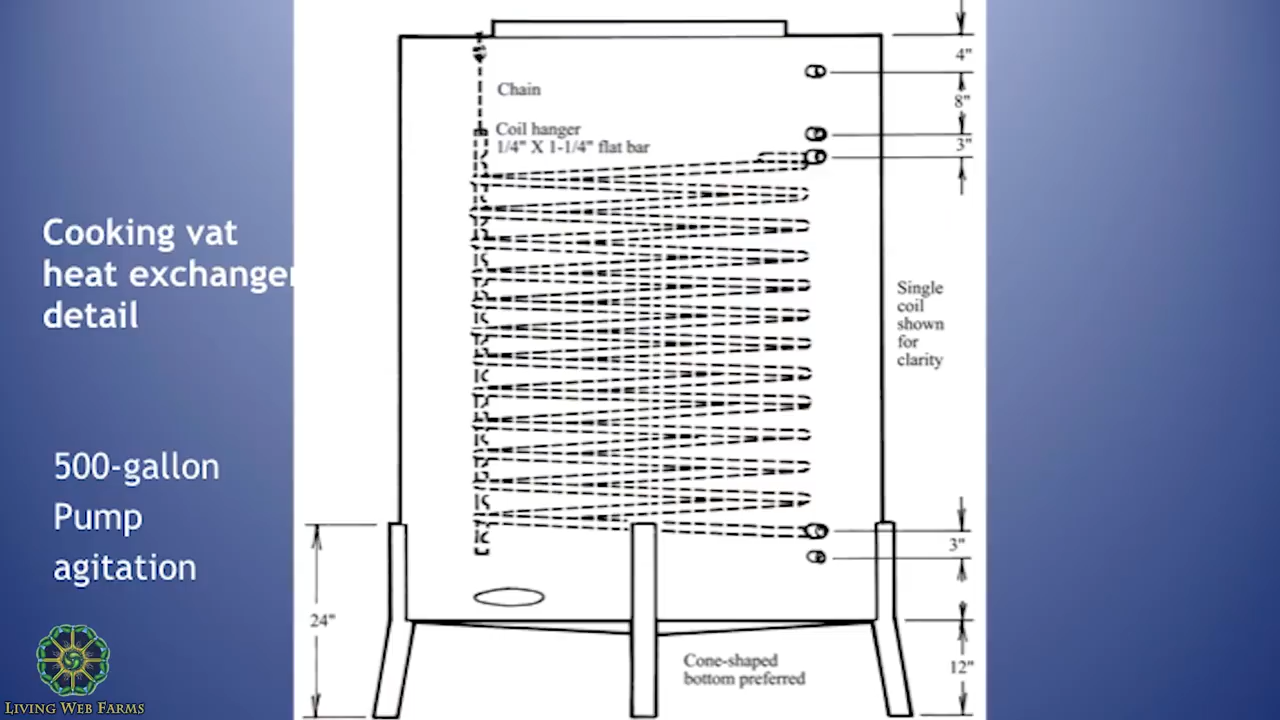 Cooking vat
heat exchanger
detail
500-gallon
Pump
agitation
LIVING WEB FARMS
Chain
Coil hanger
1/4" X 1-1/4" flat bar
4"
8"
3"
Single
coil
shown
for
clarity
3"
24"
12"
Cone-shaped
bottom preferred